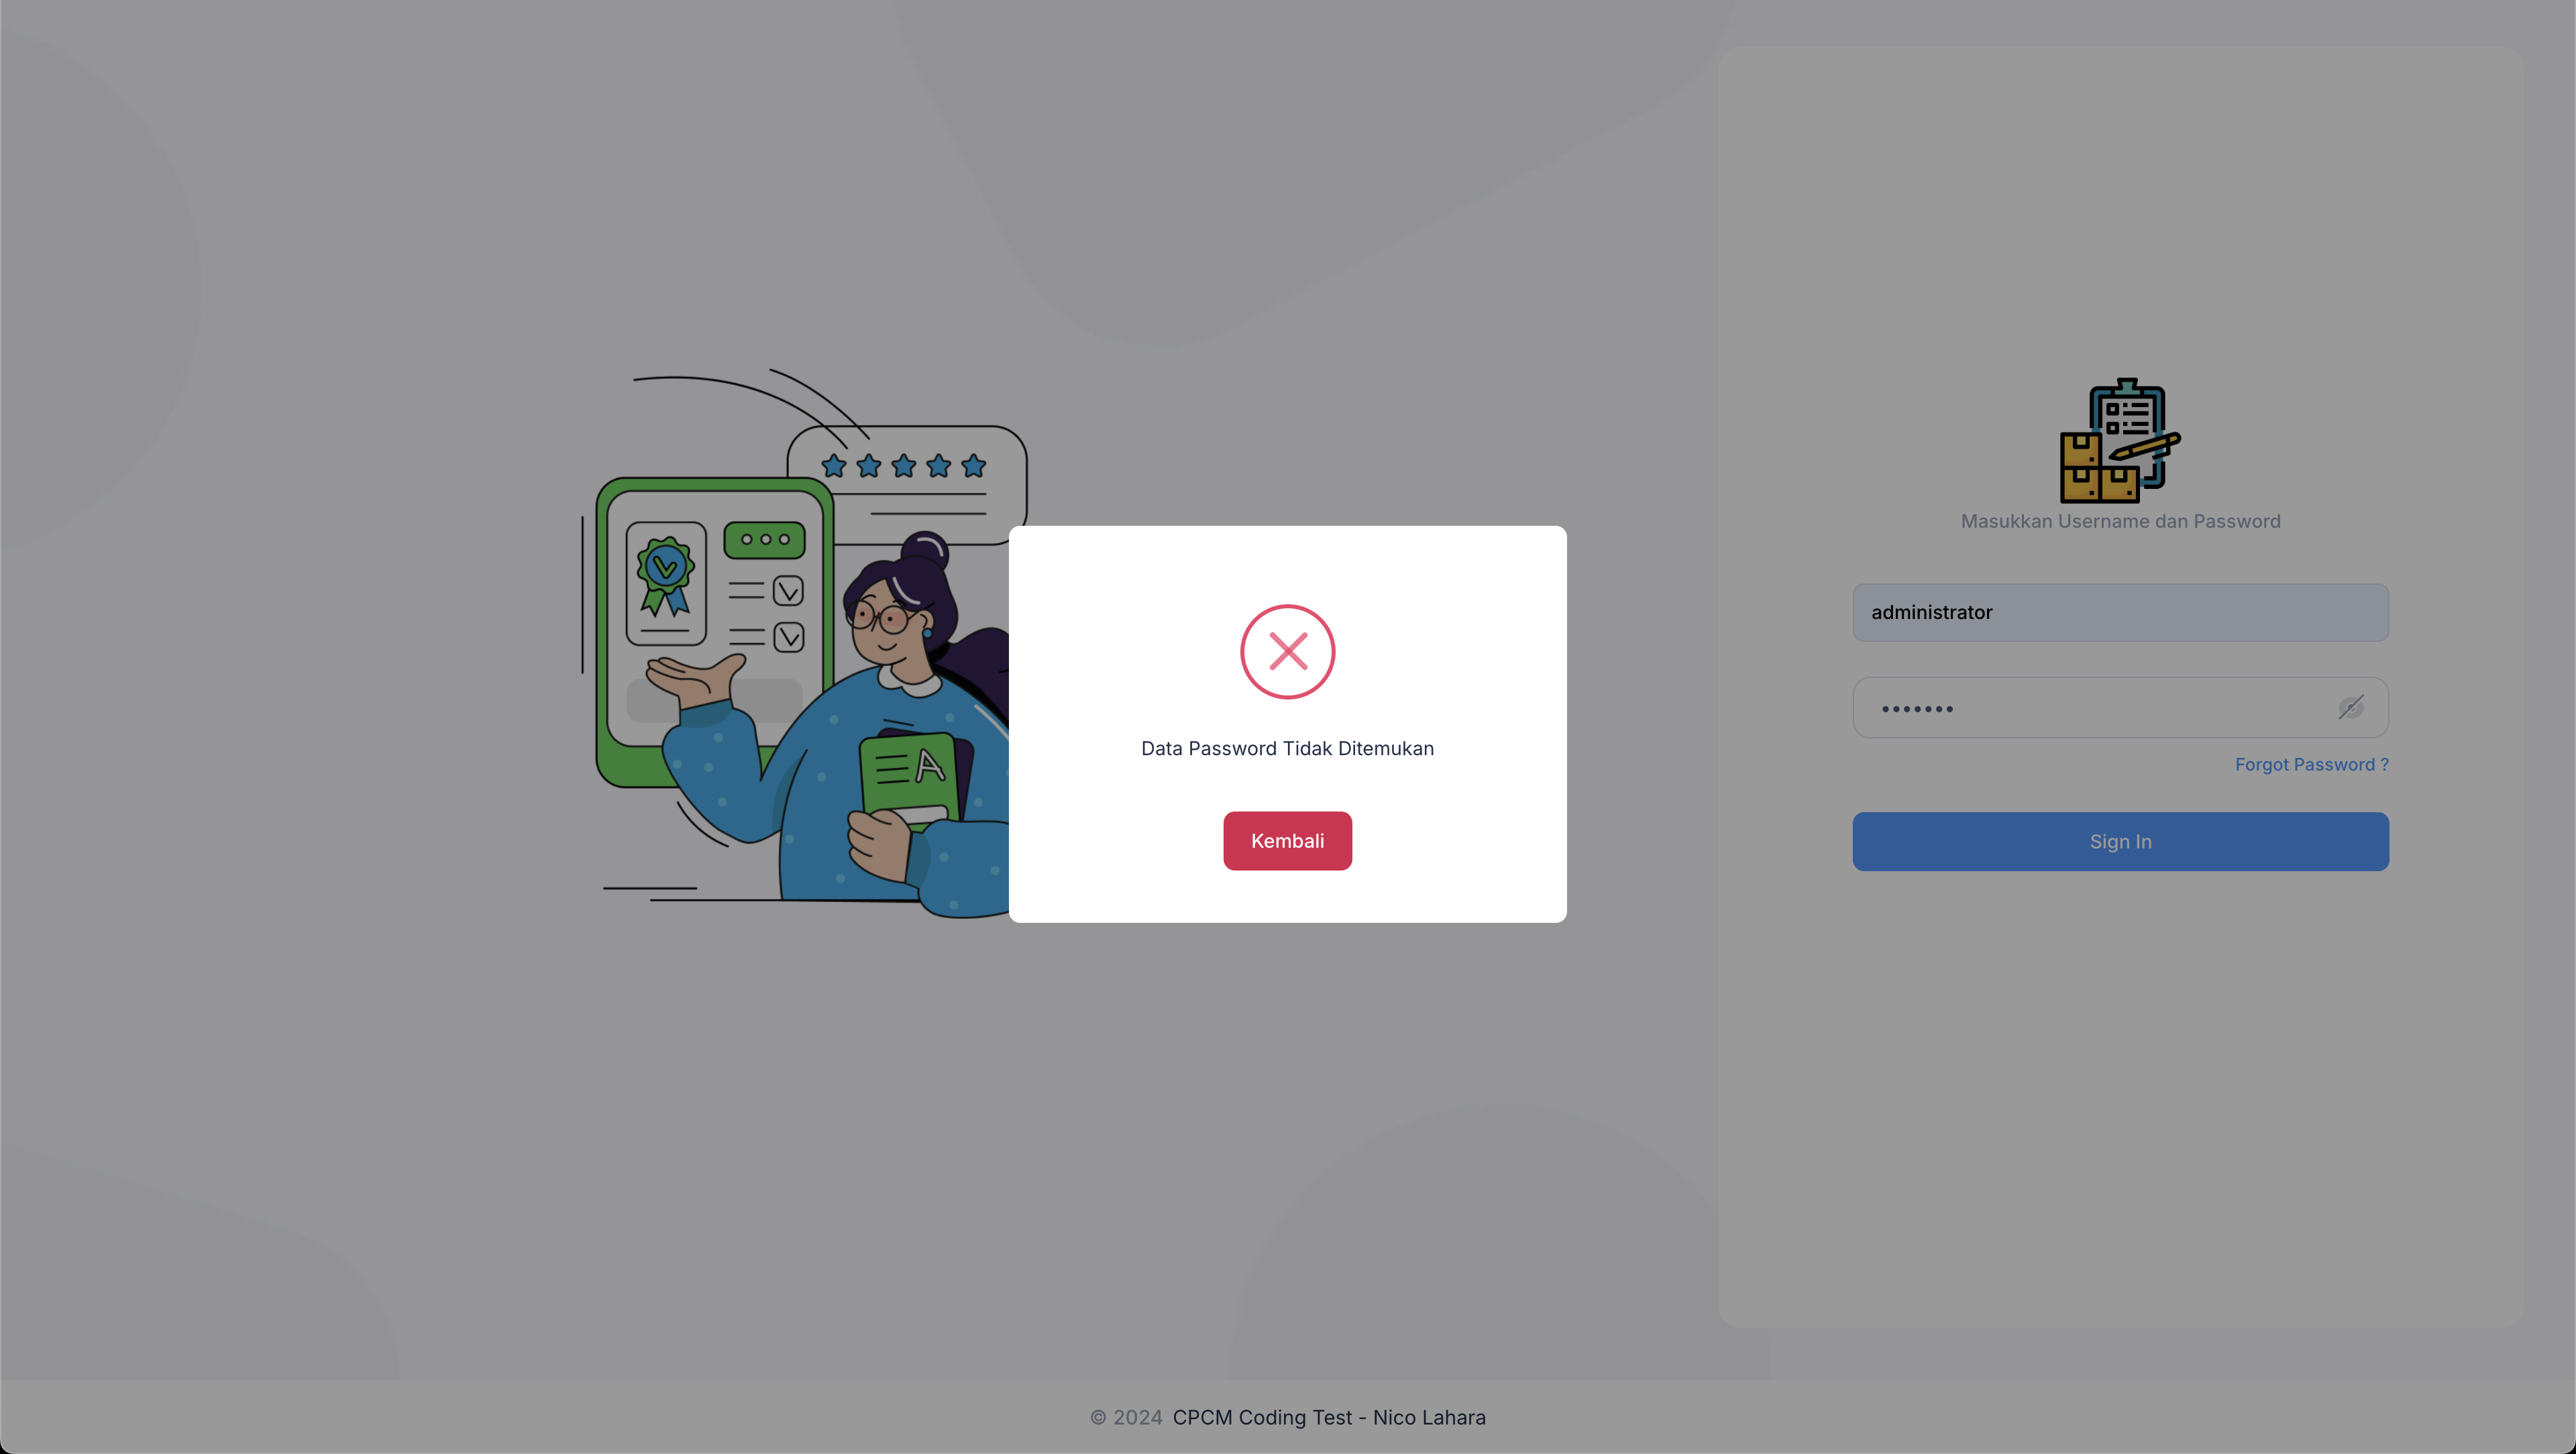 A
Data Password Tidak Ditemukan
Kembali
Masukkan Username dan Password
administrator
•••••••
Forgot Password ?
Sign In
© 2024 CPCM Coding Test - Nico Lahara